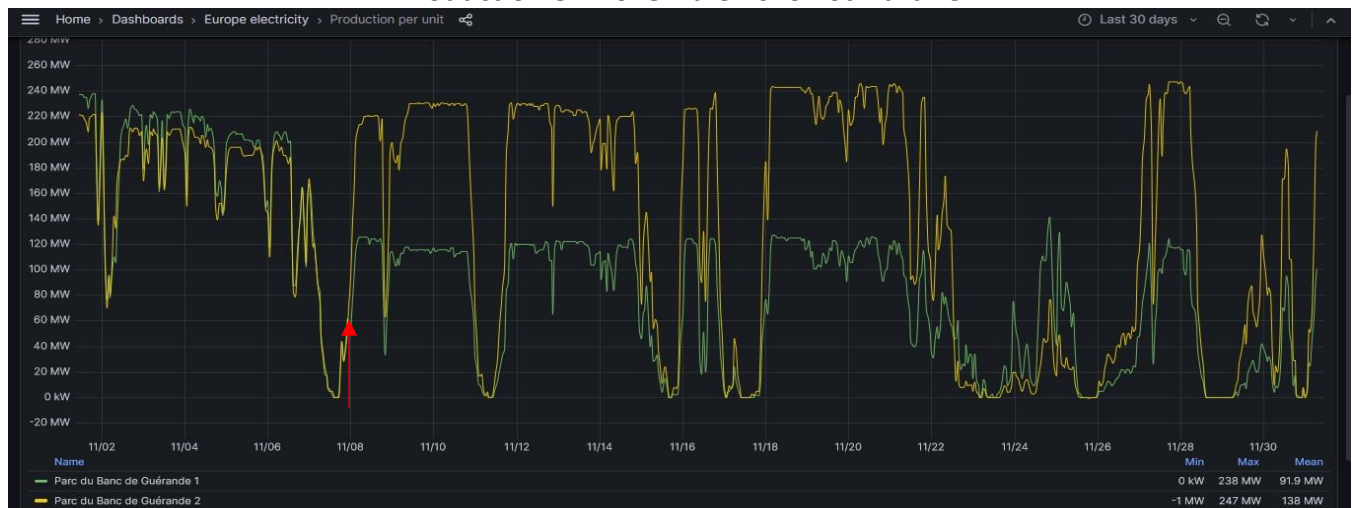 Home › Dashboards › Europe electricity › Production per unit
Last 30 days
280 MW
260 MW
240 MW
220 MW
200 MW
180 MW
160 MW
140 MW
120 MW
100 MW
80 MW
60 MW
40 MW
20 MW
0 kW
-20 MW
11/02 11/04 11/06 11/08 11/10 11/12 11/14 11/16 11/18 11/20 11/22 11/24 11/26 11/28 11/30
Name Min Max Mean
Parc du Banc de Guérande 1 0 kW 238 MW 91.9 MW
Parc du Banc de Guérande 2 -1 MW 247 MW 138 MW